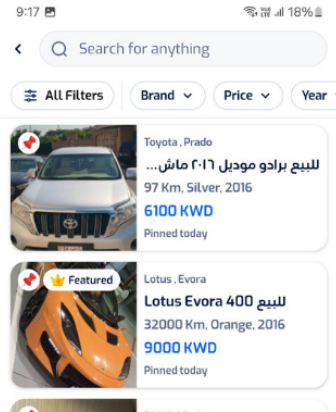 9:17
18%
Search for anything
All Filters
Brand
Price
Year
Toyota , Prado
للبيع برادو موديل ٢٠١٦ ماش...
97 Km, Silver, 2016
6100 KWD
Pinned today
Featured
Lotus , Evora
للبيع Lotus Evora 400
32000 Km, Orange, 2016
9000 KWD
Pinned today